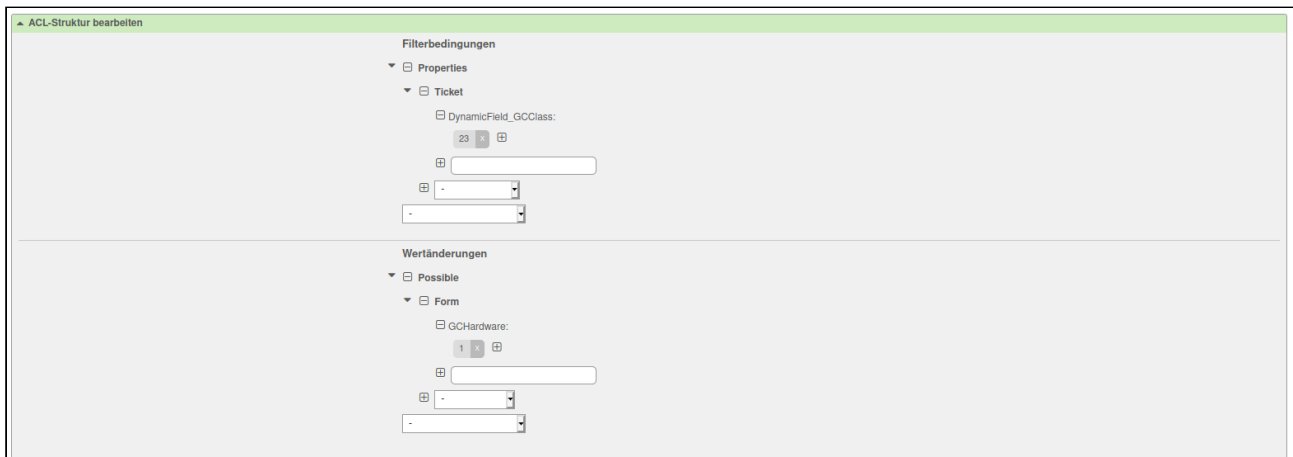 ACL-Struktur bearbeiten
Filterbedingungen
Properties
Ticket
DynamicField_GCClass:
23 x
-
-
Wertänderungen
Possible
Form
GCHardware:
1 x
-
-